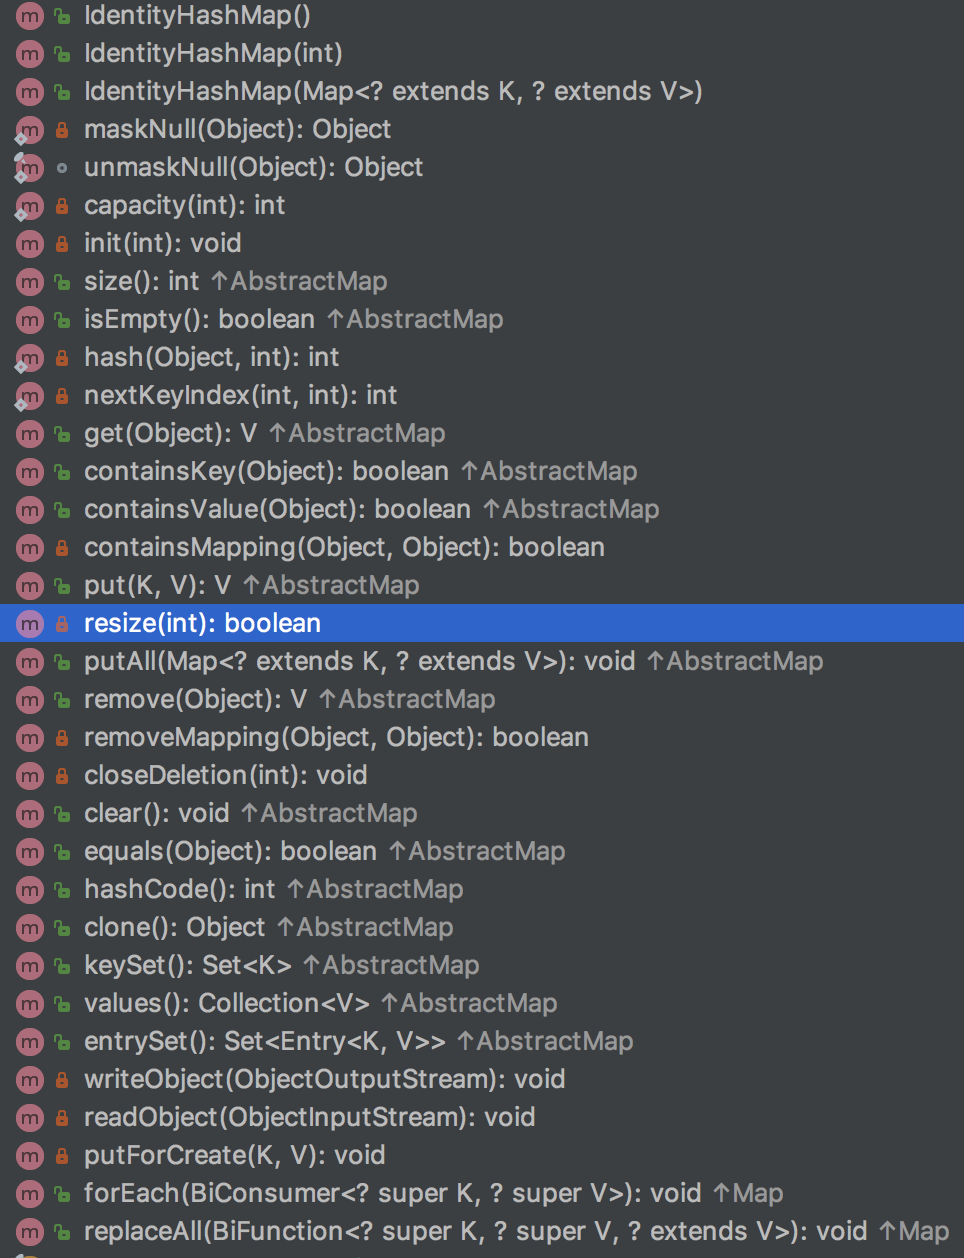 m IdentityHashMap()
m IdentityHashMap(int)
m IdentityHashMap(Map<? extends K, ? extends V>)
m maskNull(Object): Object
m unmaskNull(Object): Object
m capacity(int): int
m init(int): void
m size(): int ↑AbstractMap
m isEmpty(): boolean ↑AbstractMap
m hash(Object, int): int
m nextKeyIndex(int, int): int
m get(Object): V ↑AbstractMap
m containsKey(Object): boolean ↑AbstractMap
m containsValue(Object): boolean ↑AbstractMap
m containsMapping(Object, Object): boolean
m put(K, V): V ↑AbstractMap
m resize(int): boolean
m putAll(Map<? extends K, ? extends V>): void ↑AbstractMap
m remove(Object): V ↑AbstractMap
m removeMapping(Object, Object): boolean
m closeDeletion(int): void
m clear(): void ↑AbstractMap
m equals(Object): boolean ↑AbstractMap
m hashCode(): int ↑AbstractMap
m clone(): Object ↑AbstractMap
m keySet(): Set<K> ↑AbstractMap
m values(): Collection<V> ↑AbstractMap
m entrySet(): Set<Entry<K, V>> ↑AbstractMap
m writeObject(ObjectOutputStream): void
m readObject(ObjectInputStream): void
m putForCreate(K, V): void
m forEach(BiConsumer<? super K, ? super V>): void ↑Map
m replaceAll(BiFunction<? super K, ? super V, ? extends V>): void ↑Map